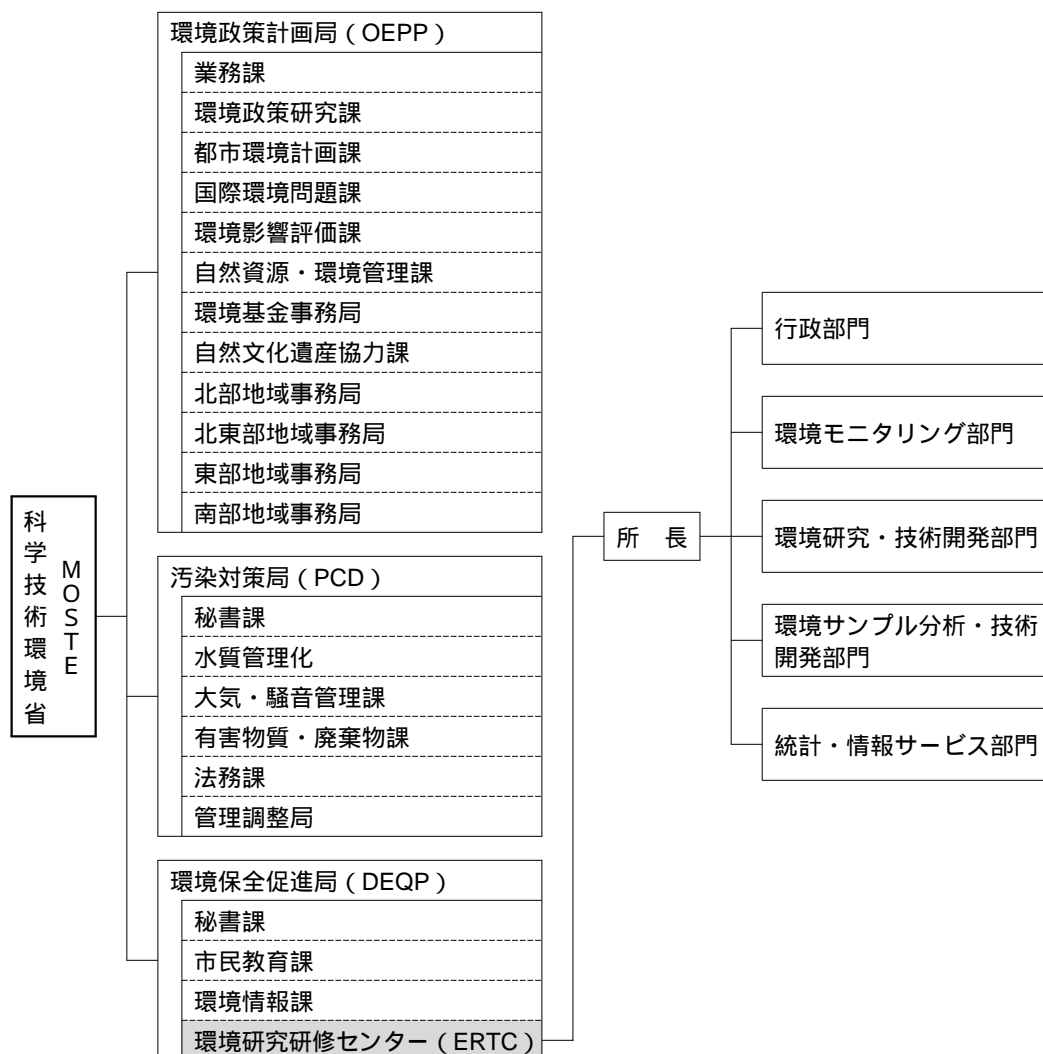 科学技術環境省
MOSTE
環境政策計画局（OEPP）
業務課
環境政策研究課
都市環境計画課
国際環境問題課
環境影響評価課
自然資源・環境管理課
環境基金事務局
自然文化遺産協力課
北部地域事務局
北東部地域事務局
東部地域事務局
南部地域事務局
汚染対策局（PCD）
秘書課
水質管理化
大気・騒音管理課
有害物質・廃棄物課
法務課
管理調整局
環境保全促進局（DEQP）
秘書課
市民教育課
環境情報課
環境研究研修センター（ERTC）
所　長
行政部門
環境モニタリング部門
環境研究・技術開発部門
環境サンプル分析・技術
開発部門
統計・情報サービス部門